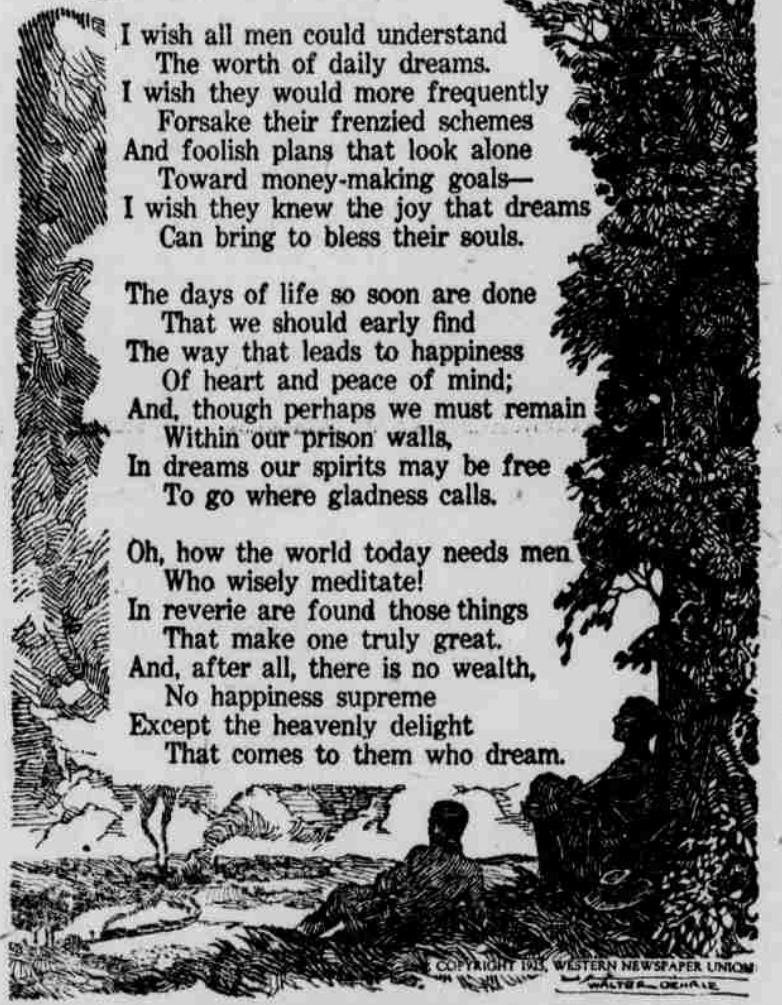 I wish all men could understand
The worth of daily dreams.
I wish they would more frequently
Forsake their frenzied schemes
And foolish plans that look alone
Toward money-making goals—
I wish they knew the joy that dreams
Can bring to bless their souls.
The days of life so soon are done
That we should early find
The way that leads to happiness
Of heart and peace of mind;
And, though perhaps we must remain
Within our prison walls,
In dreams our spirits may be free
To go where gladness calls.
Oh, how the world today needs men
Who wisely meditate!
In reverie are found those things
That make one truly great.
And, after all, there is no wealth,
No happiness supreme
Except the heavenly delight
That comes to them who dream.
COPYRIGHT WESTERN NEWSPAPER UNION
WALTER